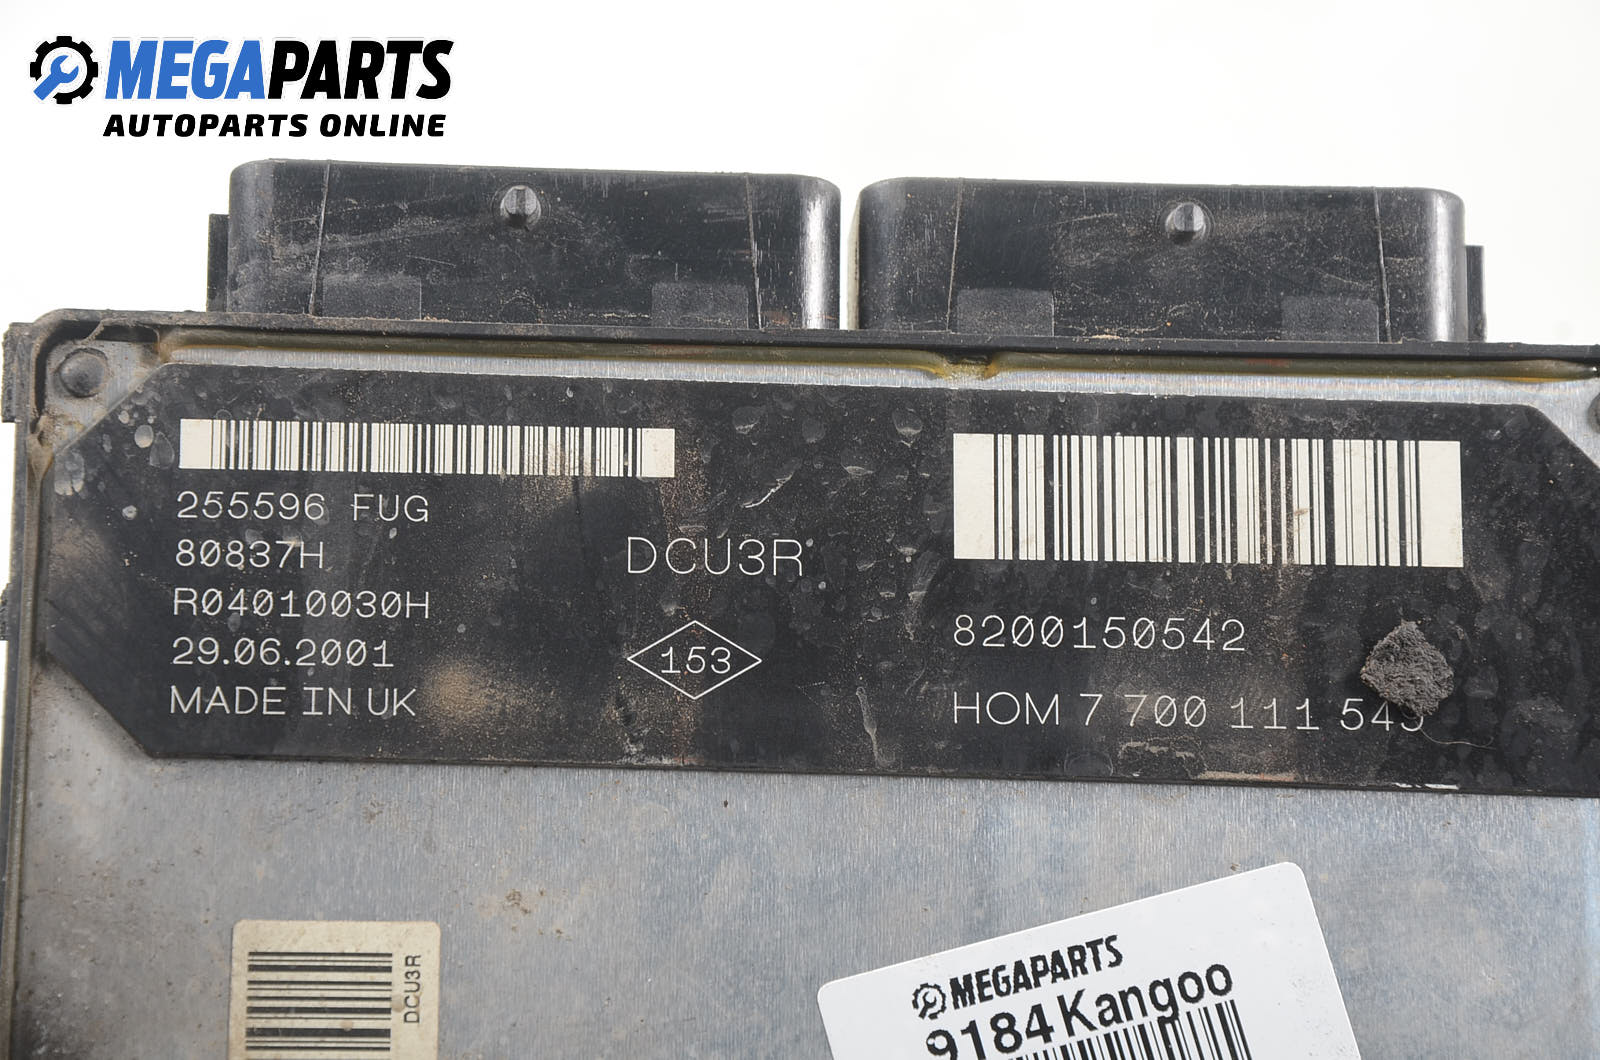 MEGAPARTS
AUTOPARTS ONLINE
255596 FUG
80837H
R04010030H
29.06.2001
MADE IN UK
DCU3R
153
8200150542
HOM 7 700 111 543
DCU3R
MEGAPARTS
9184 Kangoo